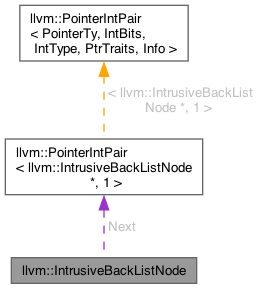 llvm::PointerIntPair
< PointerTy, IntBits,
IntType, PtrTraits, Info >
< llvm::IntrusiveBackList
Node *, 1 >
llvm::PointerIntPair
< llvm::IntrusiveBackListNode
*, 1 >
Next
llvm::IntrusiveBackListNode